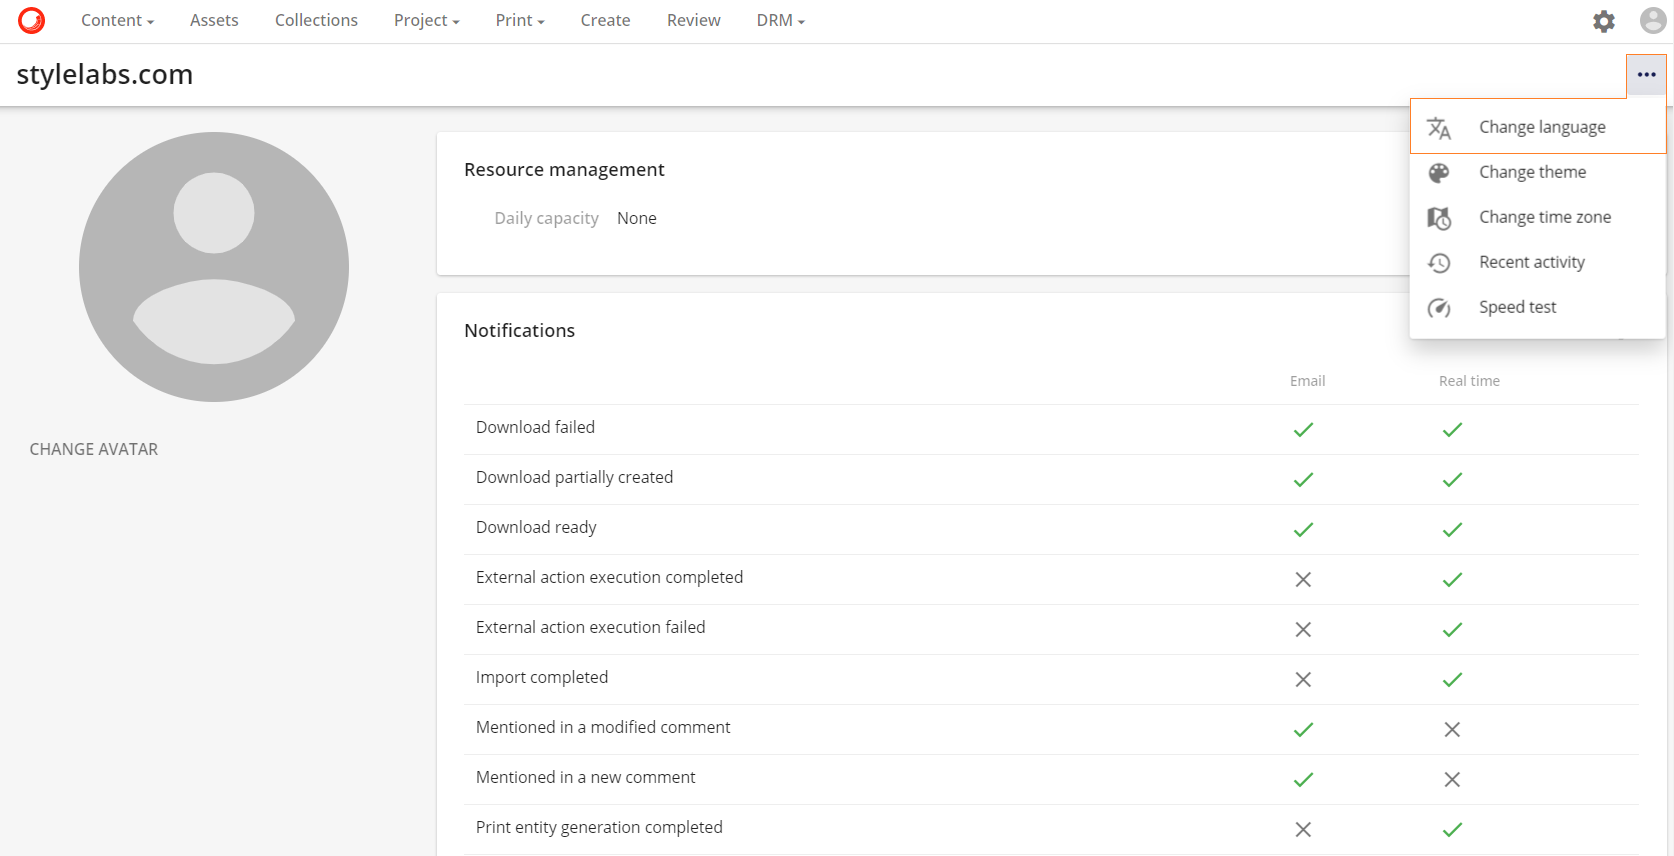 Content Assets Collections Project Print Create Review DRM
stylelabs.com
Change language
Change theme
Change time zone
Recent activity
Speed test
CHANGE AVATAR
Resource management
Daily capacity None
Notifications
Email Real time
Download failed
Download partially created
Download ready
External action execution completed
External action execution failed
Import completed
Mentioned in a modified comment
Mentioned in a new comment
Print entity generation completed